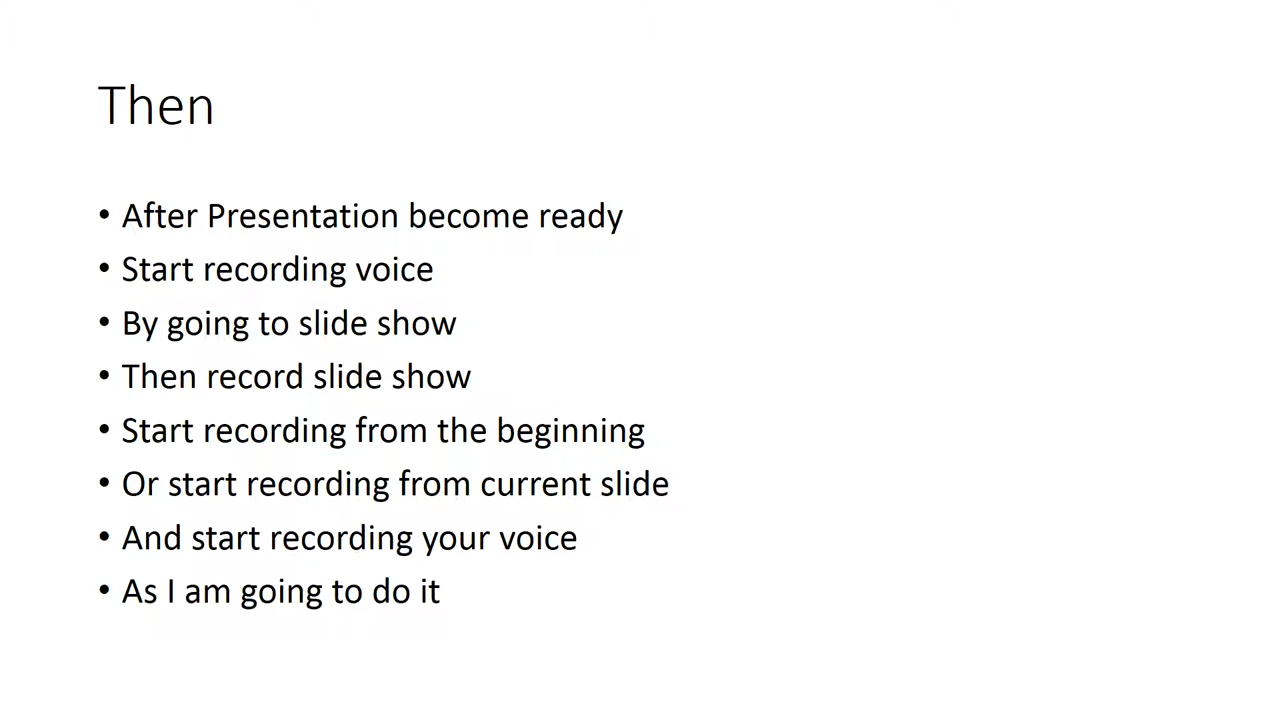 Then
• After Presentation become ready
• Start recording voice
• By going to slide show
• Then record slide show
• Start recording from the beginning
• Or start recording from current slide
• And start recording your voice
• As I am going to do it